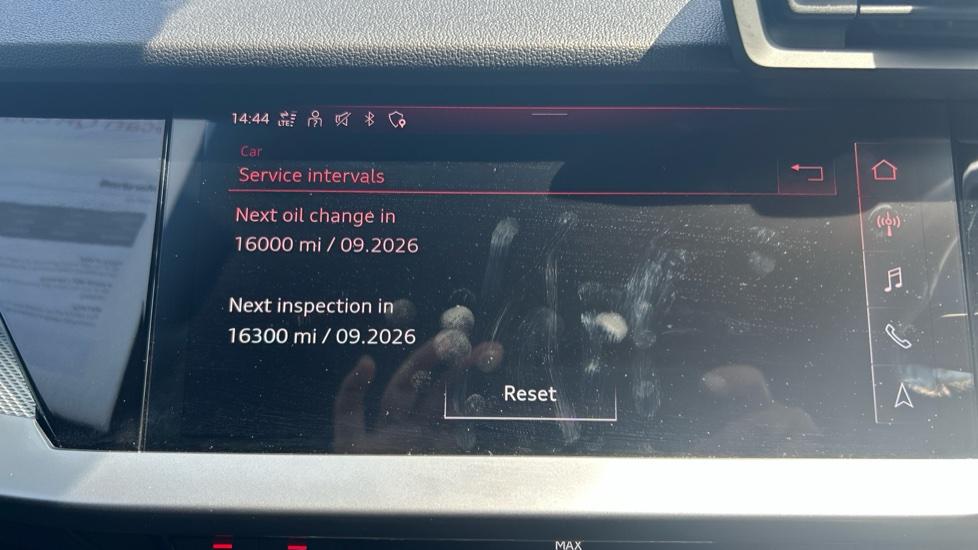 14:44 LTE
Car
Service intervals
Next oil change in
16000 mi / 09.2026
Next inspection in
16300 mi / 09.2026
Reset
MAX